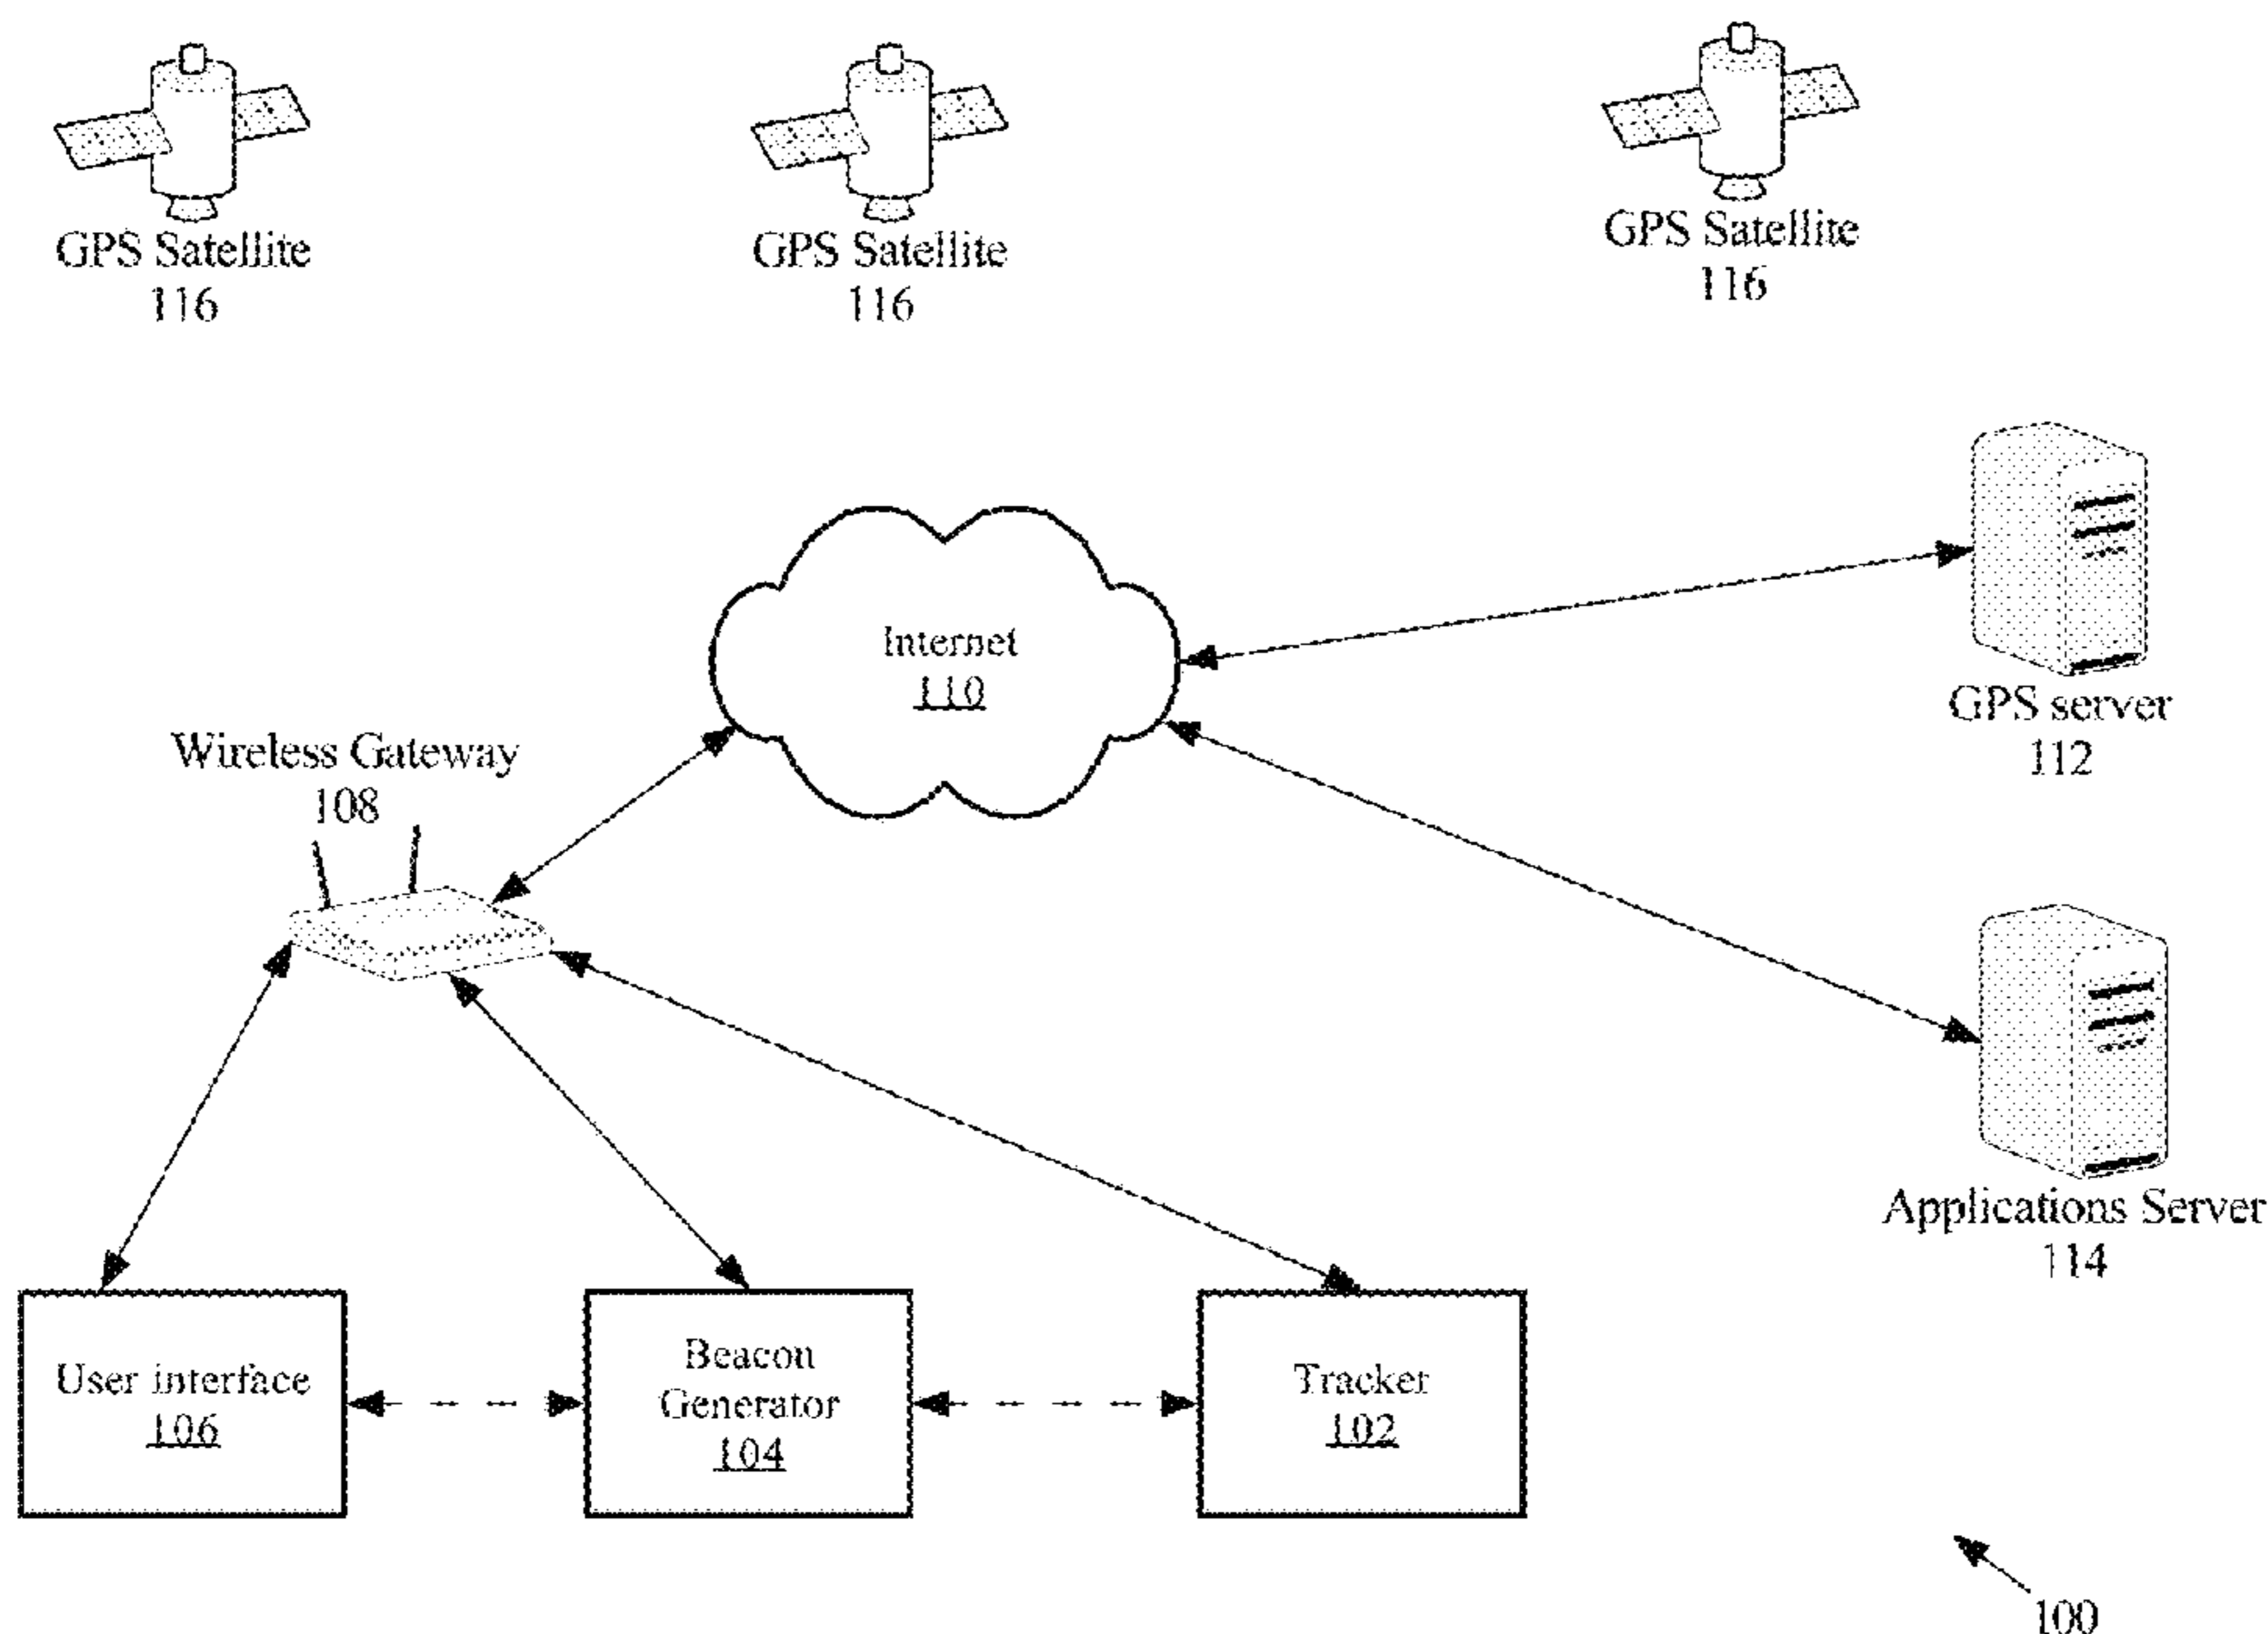 GPS Satellite
116
GPS Satellite
116
GPS Satellite
116
Internet
110
GPS server
112
Wireless Gateway
108
Applications Server
114
User interface
106
Beacon
Generator
104
Tracker
102
100